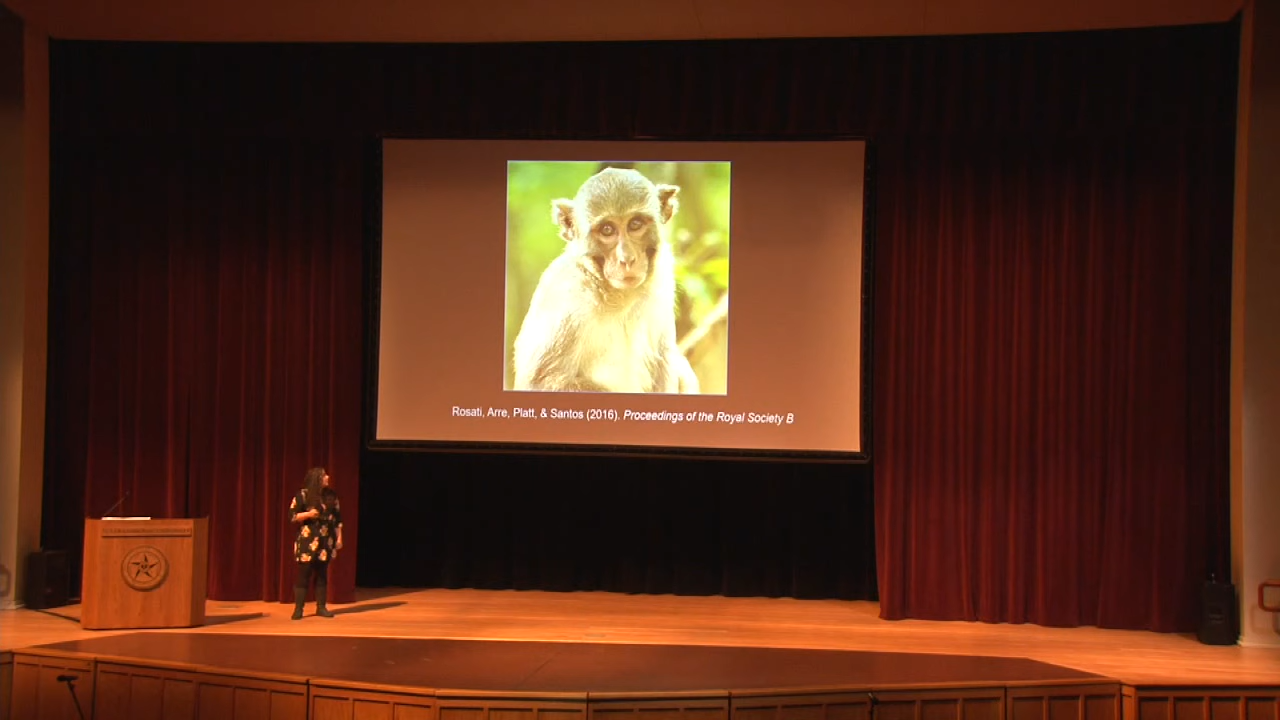 Rosati, Arre, Platt, & Santos (2016). Proceedings of the Royal Society B